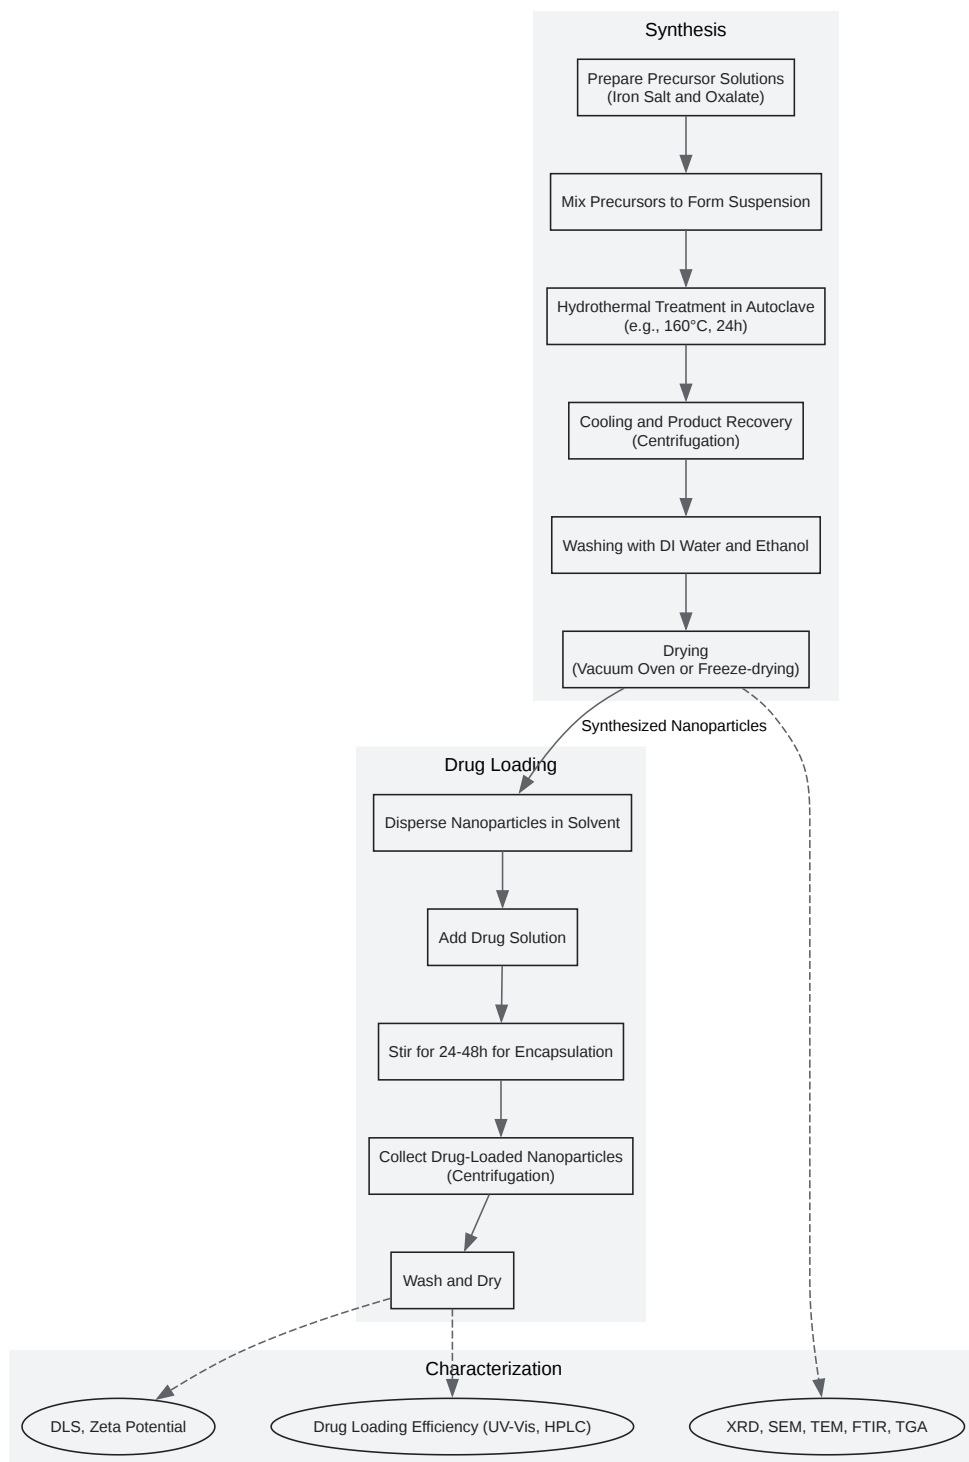 Synthesis
Prepare Precursor Solutions
(Iron Salt and Oxalate)
Mix Precursors to Form Suspension
Hydrothermal Treatment in Autoclave
(e.g., 160°C, 24h)
Cooling and Product Recovery
(Centrifugation)
Washing with DI Water and Ethanol
Drying
(Vacuum Oven or Freeze-drying)
Synthesized Nanoparticles
Drug Loading
Disperse Nanoparticles in Solvent
Add Drug Solution
Stir for 24-48h for Encapsulation
Collect Drug-Loaded Nanoparticles
(Centrifugation)
Wash and Dry
Characterization
DLS, Zeta Potential
Drug Loading Efficiency (UV-Vis, HPLC)
XRD, SEM, TEM, FTIR, TGA